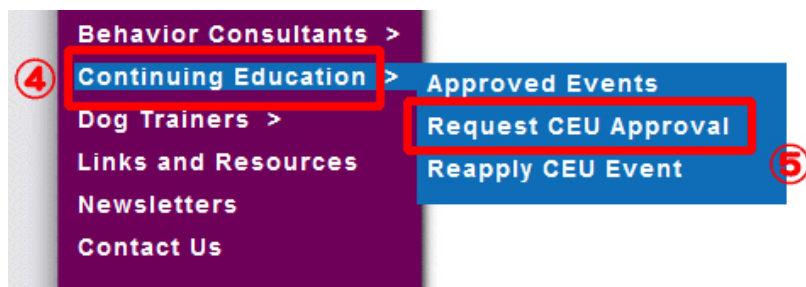 Behavior Consultants >
④ Continuing Education > Approved Events
Dog Trainers > Request CEU Approval
Links and Resources Reapply CEU Event ⑤
Newsletters
Contact Us